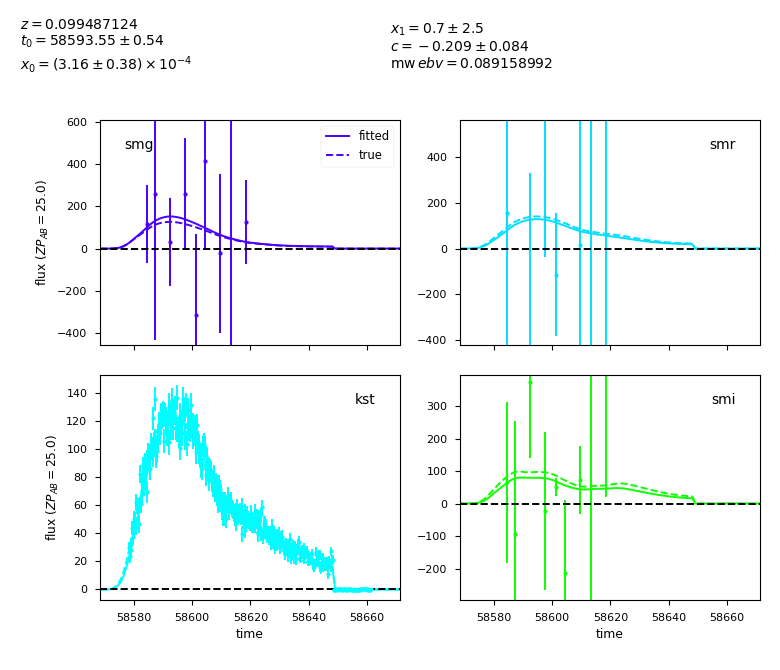 z = 0.099487124
t₀ = 58593.55 ± 0.54
x₀ = (3.16 ± 0.38) × 10⁻⁴
x₁ = 0.7 ± 2.5
c = −0.209 ± 0.084
mw ebv = 0.089158992
600
400
200
0
−200
−400
flux (ZP_AB = 25.0)
smg
fitted
true
400
200
0
−200
−400
smr
140
120
100
80
60
40
20
0
flux (ZP_AB = 25.0)
kst
58580 58600 58620 58640 58660
time
300
200
100
0
−100
−200
smi
58580 58600 58620 58640 58660
time